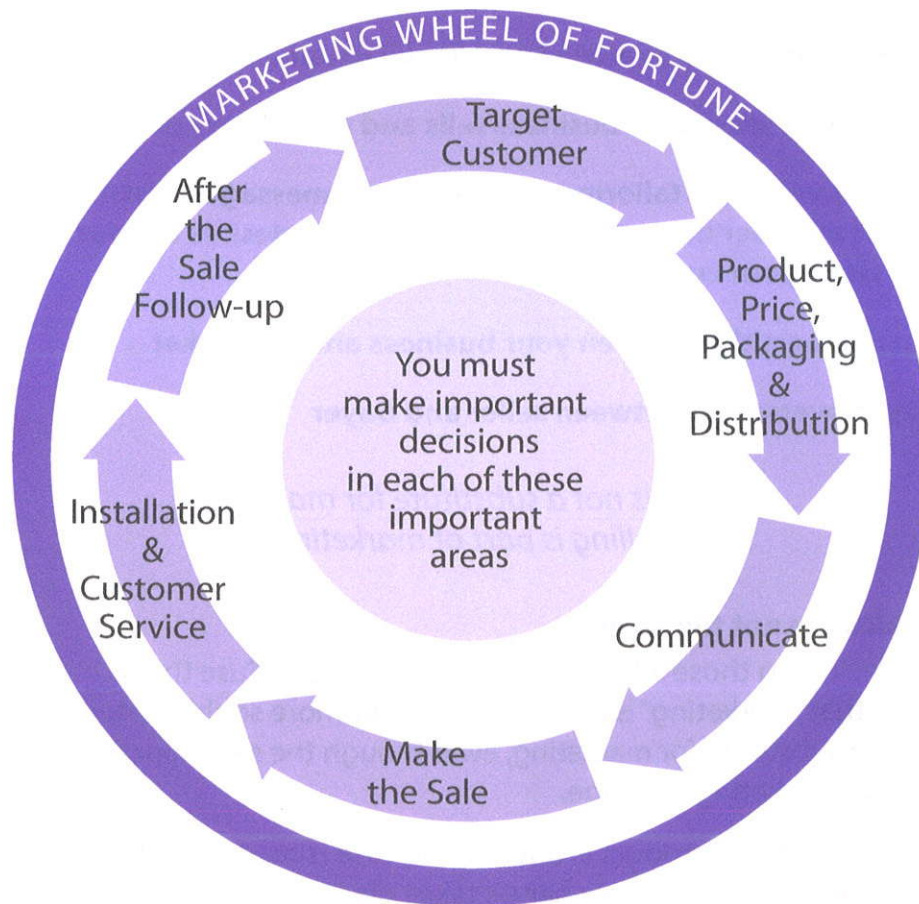 MARKETING WHEEL OF FORTUNE
Target
Customer
Product,
Price,
Packaging
&
Distribution
Communicate
Make
the Sale
Installation
&
Customer
Service
After
the
Sale
Follow-up
You must
make important
decisions
in each of these
important
areas